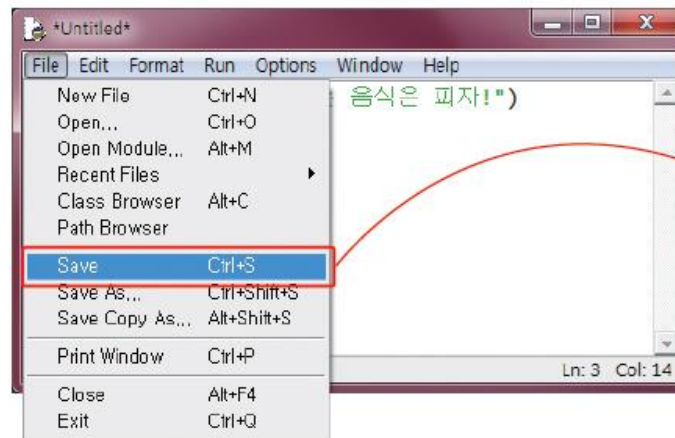 *Untitled*
File Edit Format Run Options Window Help
New File Ctrl+N
음식은 피자!")
Open... Ctrl+O
Open Module... Alt+M
Recent Files
Class Browser Alt+C
Path Browser
Save Ctrl+S
Save As... Ctrl+Shift+S
Save Copy As... Alt+Shift+S
Print Window Ctrl+P
Ln: 3 Col: 14
Close Alt+F4
Exit Ctrl+Q